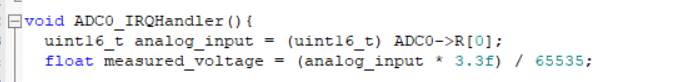 void ADC0_IRQHandler(){
uint16_t analog_input = (uint16_t) ADC0->R[0];
float measured_voltage = (analog_input * 3.3f) / 65535;